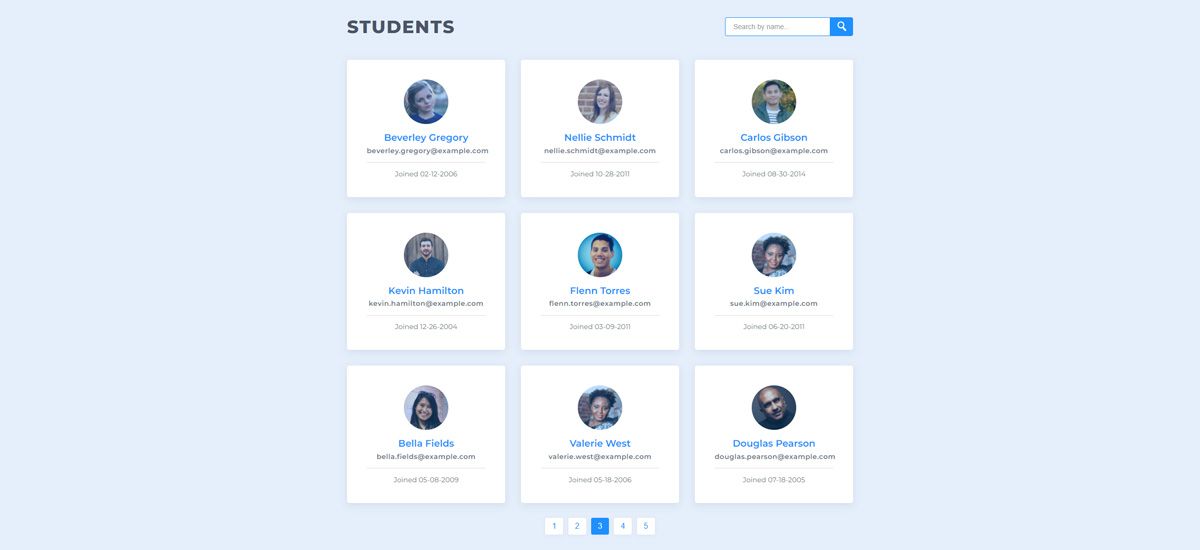 STUDENTS
Search by name...
Beverley Gregory
beverley.gregory@example.com
Joined 02-12-2006
Nellie Schmidt
nellie.schmidt@example.com
Joined 10-28-2011
Carlos Gibson
carlos.gibson@example.com
Joined 08-30-2014
Kevin Hamilton
kevin.hamilton@example.com
Joined 12-26-2004
Flenn Torres
flenn.torres@example.com
Joined 03-09-2011
Sue Kim
sue.kim@example.com
Joined 06-20-2011
Bella Fields
bella.fields@example.com
Joined 05-08-2009
Valerie West
valerie.west@example.com
Joined 05-18-2006
Douglas Pearson
douglas.pearson@example.com
Joined 07-18-2005
1 2 3 4 5